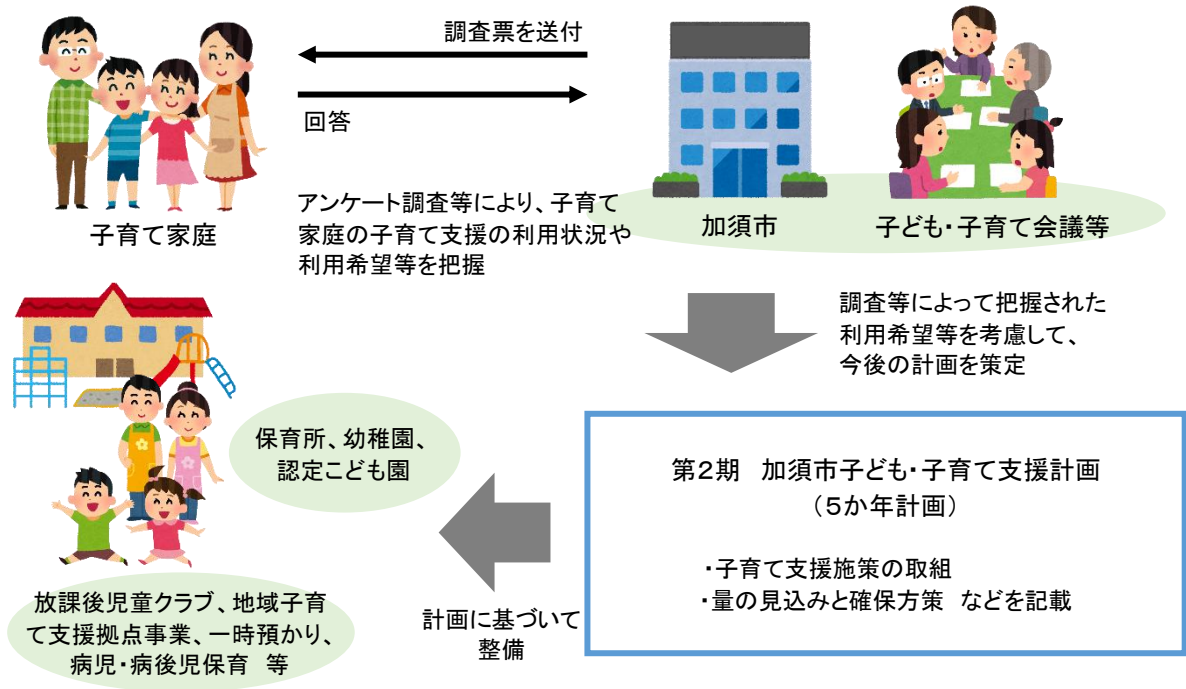 調査票を送付
回答
子育て家庭
アンケート調査等により、子育て
家庭の子育て支援の利用状況や
利用希望等を把握
加須市
子ども・子育て会議等
調査等によって把握された
利用希望等を考慮して、
今後の計画を策定
第2期　加須市子ども・子育て支援計画
（5か年計画）
・子育て支援施策の取組
・量の見込みと確保方策　などを記載
計画に基づいて
整備
保育所、幼稚園、
認定こども園
放課後児童クラブ、地域子育
て支援拠点事業、一時預かり、
病児・病後児保育　等